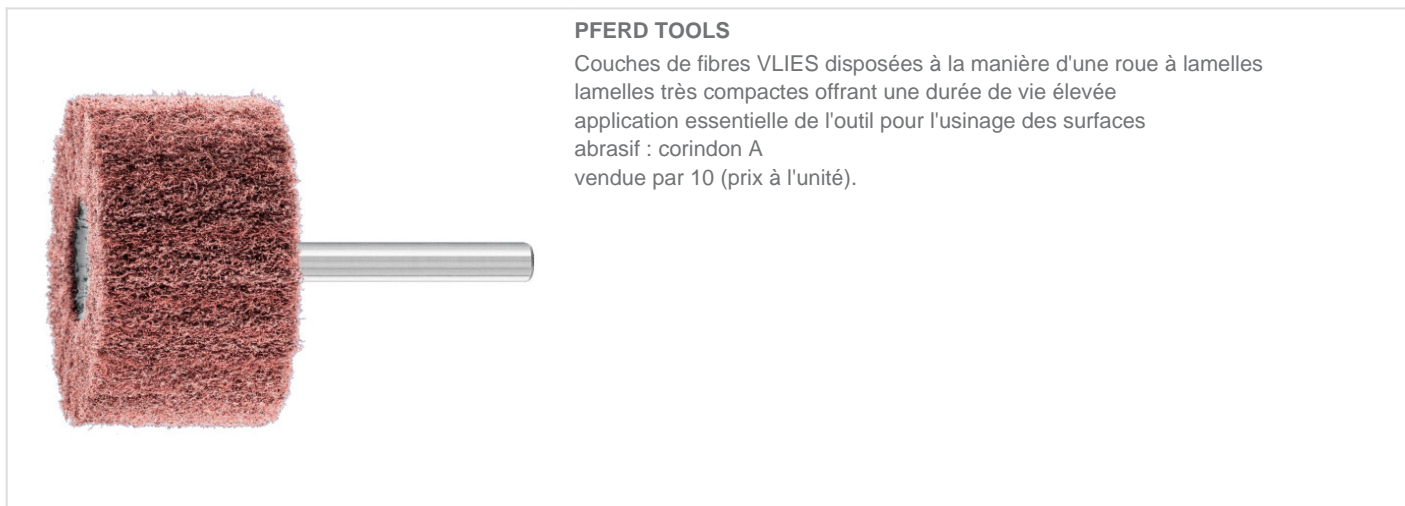 PFERD TOOLS
Couches de fibres VLIES disposées à la manière d'une roue à lamelles
lamelles très compactes offrant une durée de vie élevée
application essentielle de l'outil pour l'usinage des surfaces
abrasif : corindon A
vendue par 10 (prix à l'unité).